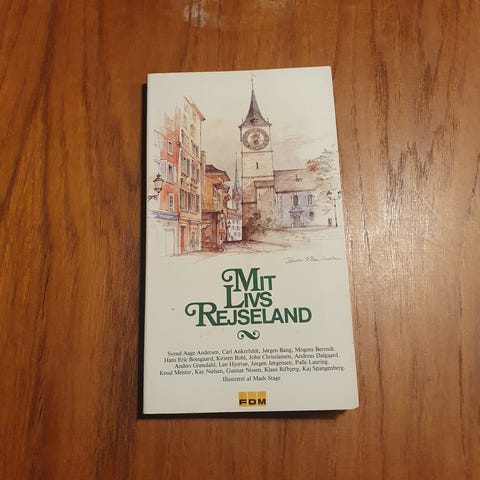 MIT
LIVS
REJSELAND
Svend Aage Andersen, Carl Ankerfeldt, Jørgen Bang, Mogens Berendt.
Hans Eric Boesgaard, Kirsten Bohl, John Christiansen, Andreas Dalgaard.
Anders Grøndahl, Leo Hjortsø, Jørgen Jørgensen, Palle Lauring.
Knud Meister, Kay Nielsen, Gunnar Nissen, Klaus Rifbjerg, Kaj Spangenberg.
Illustreret af Mads Stage
FDM